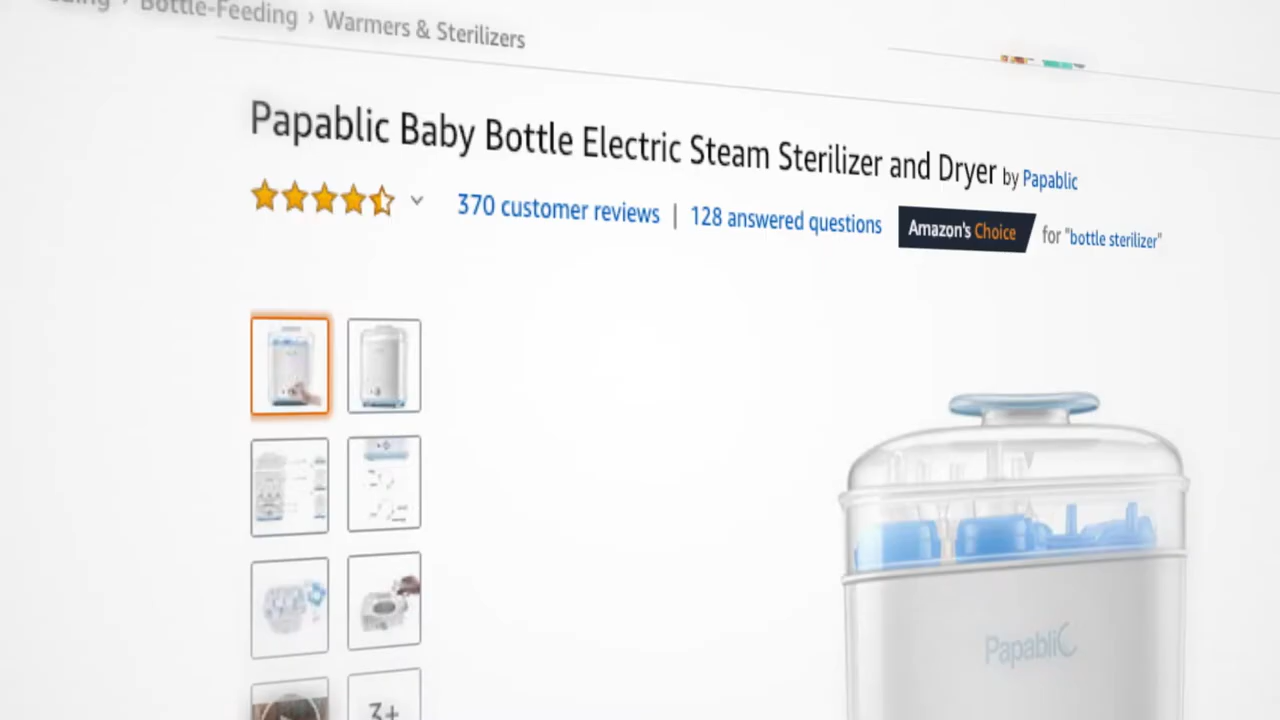 Bottle-Feeding › Warmers & Sterilizers
Papablic Baby Bottle Electric Steam Sterilizer and Dryer by Papablic
370 customer reviews | 128 answered questions Amazon's Choice for "bottle sterilizer"
3+
PapabliC